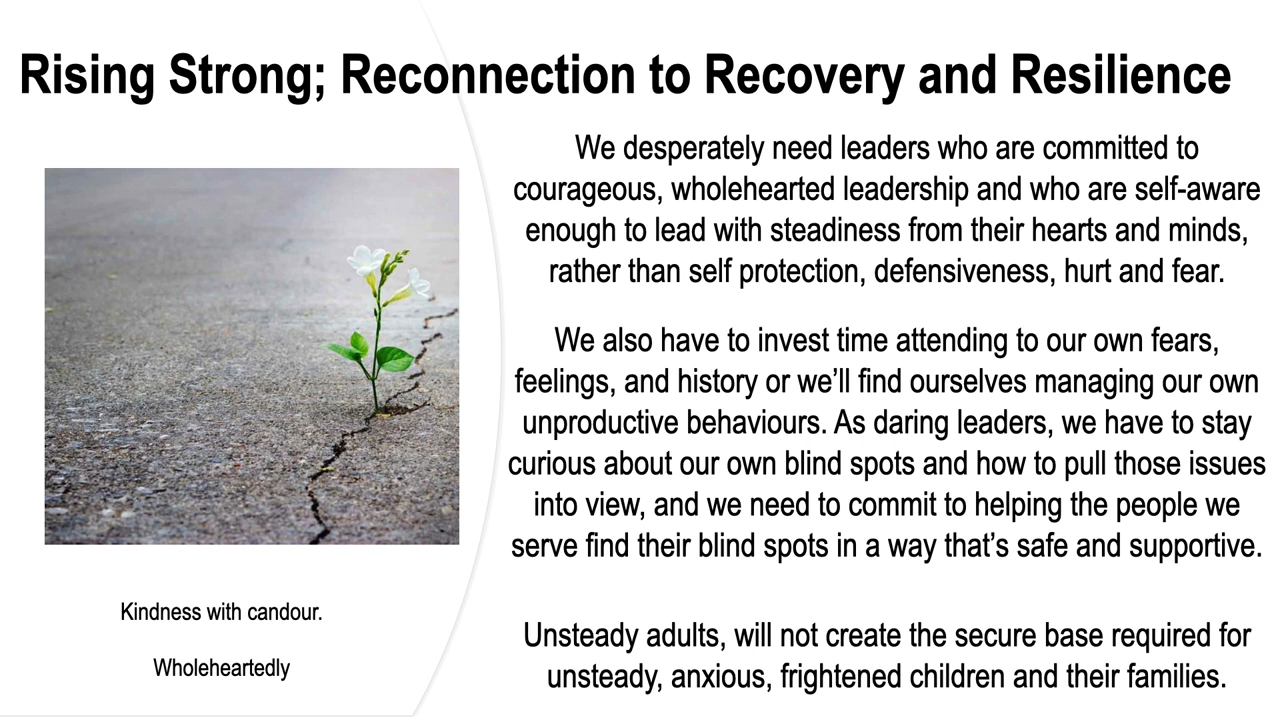 Rising Strong; Reconnection to Recovery and Resilience
We desperately need leaders who are committed to
courageous, wholehearted leadership and who are self-aware
enough to lead with steadiness from their hearts and minds,
rather than self protection, defensiveness, hurt and fear.
We also have to invest time attending to our own fears,
feelings, and history or we’ll find ourselves managing our own
unproductive behaviours. As daring leaders, we have to stay
curious about our own blind spots and how to pull those issues
into view, and we need to commit to helping the people we
serve find their blind spots in a way that’s safe and supportive.
Unsteady adults, will not create the secure base required for
unsteady, anxious, frightened children and their families.
Kindness with candour.
Wholeheartedly